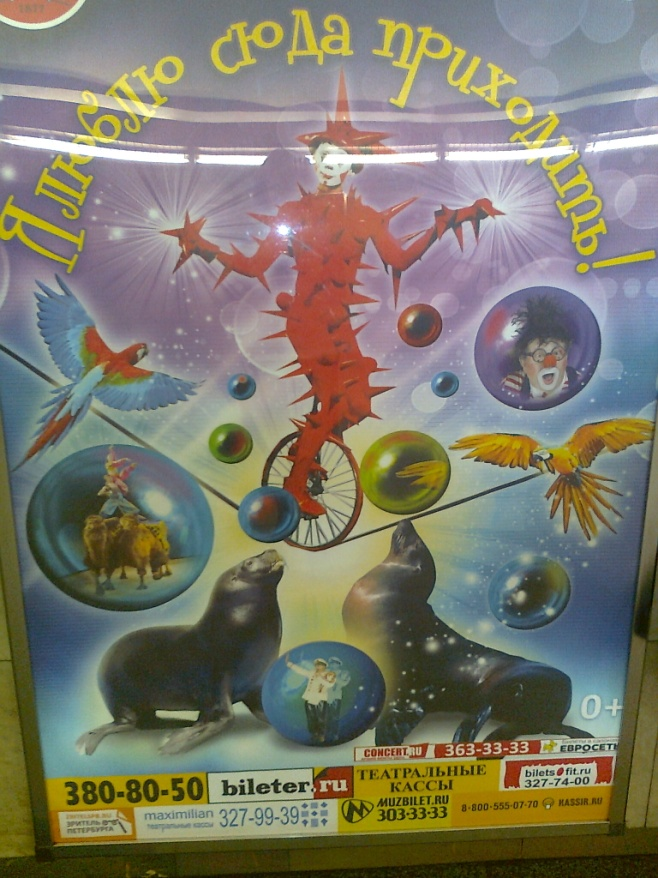 1877
Я люблю сюда приходить!
0+
CONCERT.RU 363-33-33
ЕВРОСЕТЬ
380-80-50 bileter.ru
ТЕАТРАЛЬНЫЕ
КАССЫ
bilets fit.ru
327-74-00
ЗРИТЕЛЬ
ПЕТЕРБУРГА
maximilian
театральные кассы
327-99-39
MUZBILET.RU
303-33-33
8-800-555-07-70 KASSIR.RU